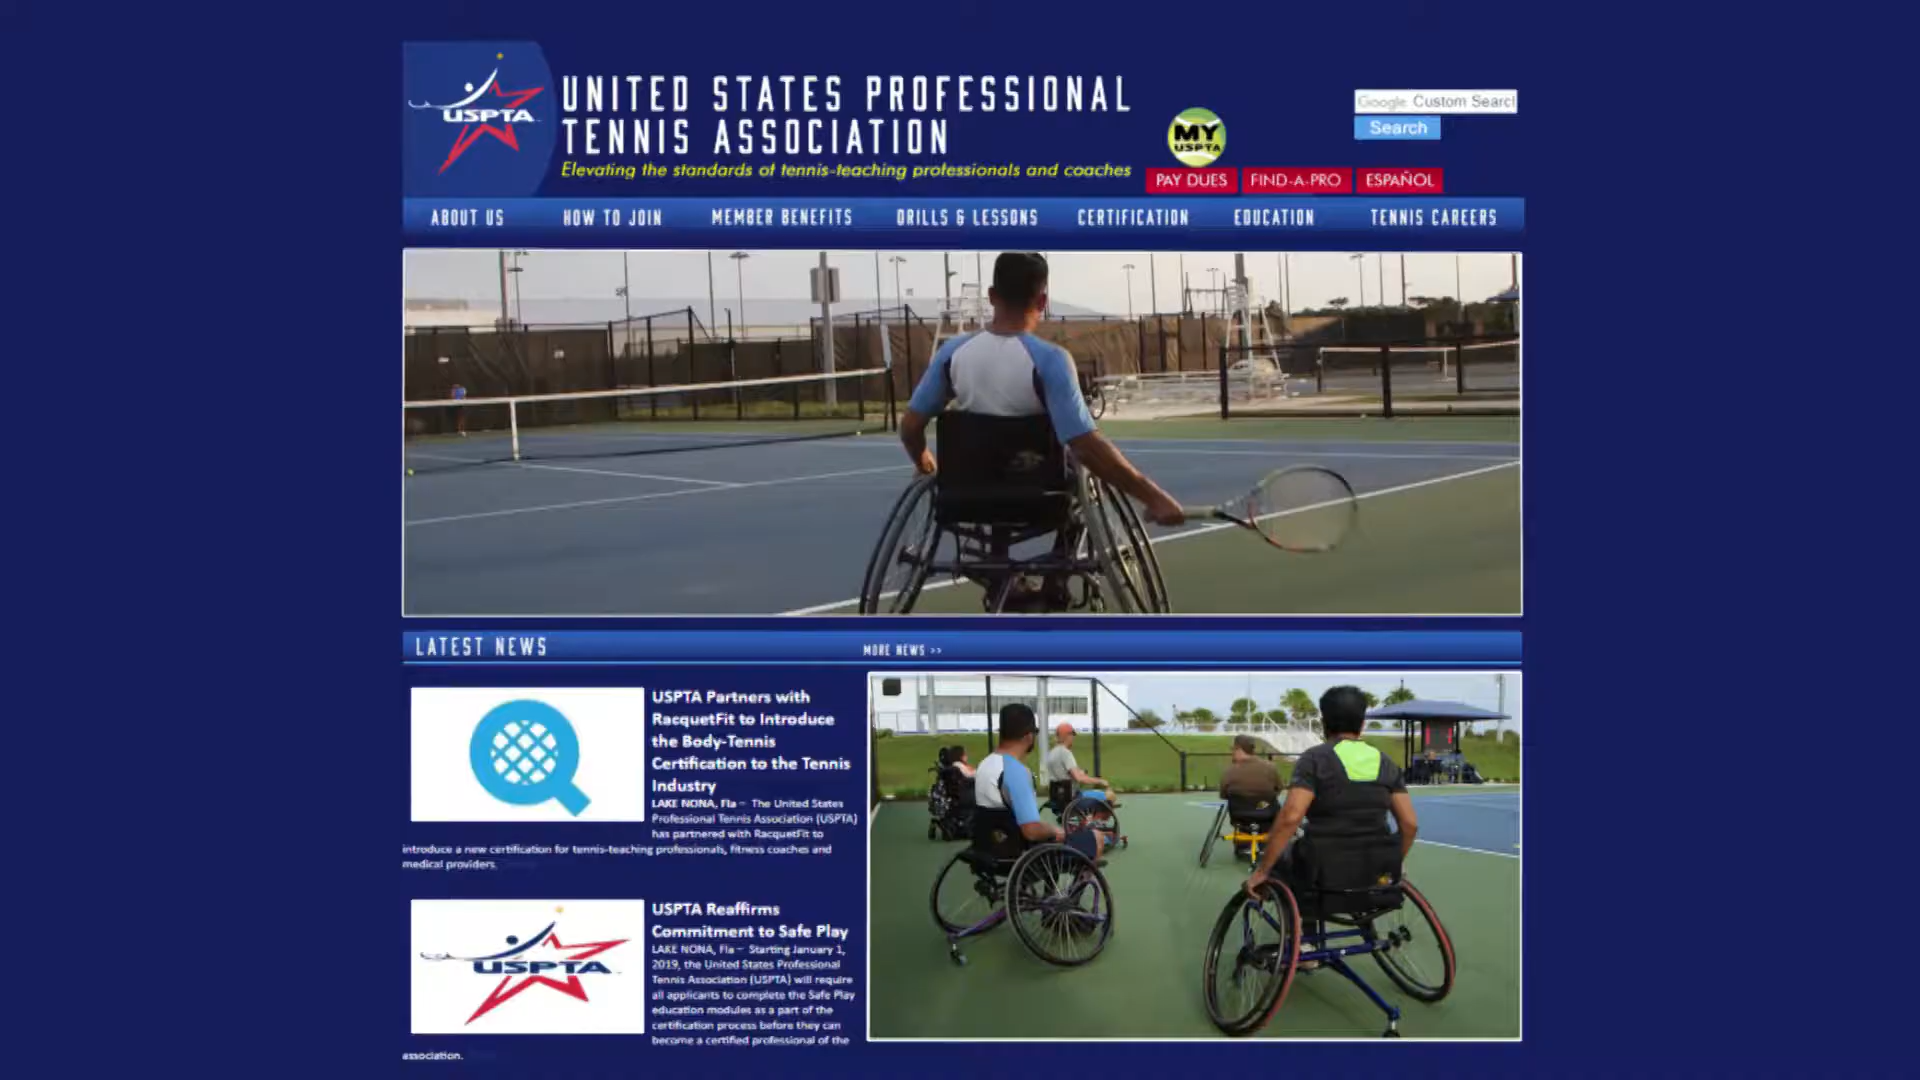 USPTA
UNITED STATES PROFESSIONAL
TENNIS ASSOCIATION
Elevating the standards of tennis-teaching professionals and coaches
MY
USPTA
Google Custom Searcl
Search
PAY DUES
FIND-A-PRO
ESPAÑOL
ABOUT US
HOW TO JOIN
MEMBER BENEFITS
DRILLS & LESSONS
CERTIFICATION
EDUCATION
TENNIS CAREERS
LATEST NEWS
MORE NEWS >>
USPTA Partners with
RacquetFit to Introduce
the Body-Tennis
Certification to the Tennis
Industry
LAKE NONA, Fla – The United States
Professional Tennis Association (USPTA)
has partnered with RacquetFit to
introduce a new certification for tennis-teaching professionals, fitness coaches and
medical providers.
USPTA
USPTA Reaffirms
Commitment to Safe Play
LAKE NONA, Fla – Starting January 1,
2019, the United States Professional
Tennis Association (USPTA) will require
all applicants to complete the Safe Play
education modules as a part of the
certification process before they can
become a certified professional of the
association.